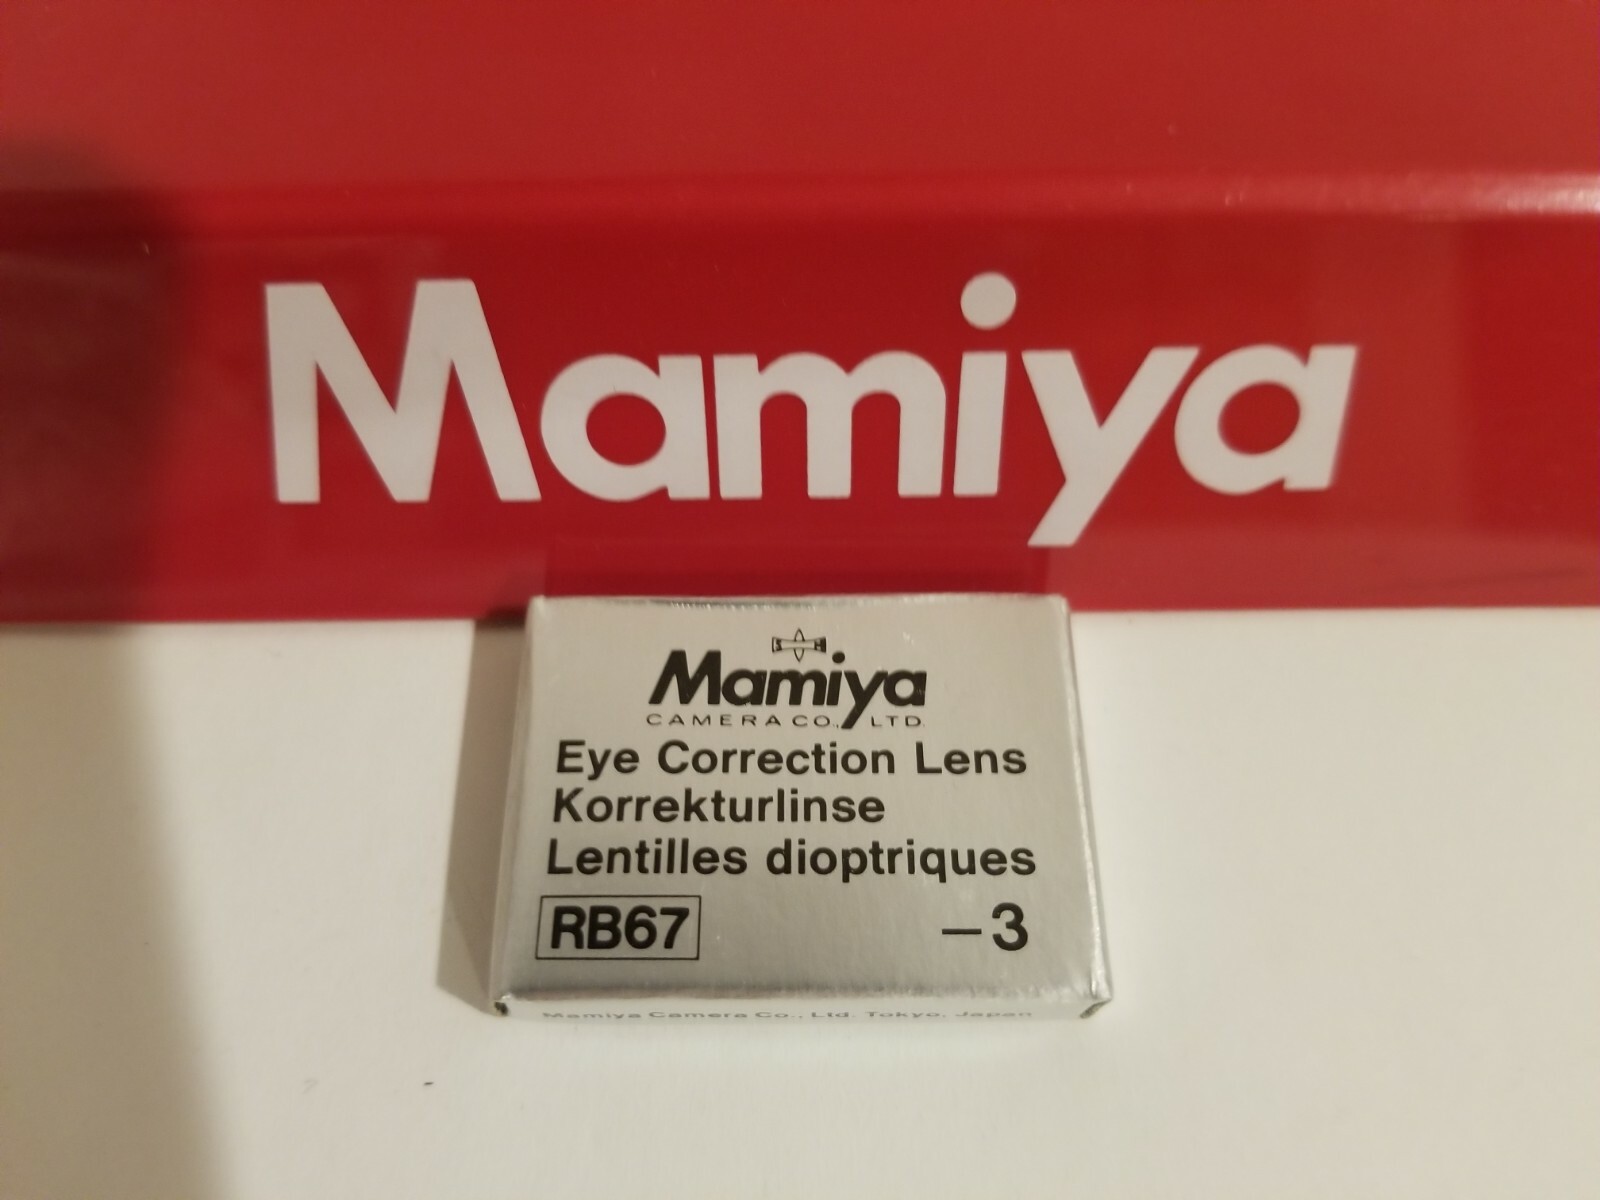 Mamiya
S M
Mamiya
CAMERA CO., LTD.
Eye Correction Lens
Korrekturlinse
Lentilles dioptriques
RB67 –3
Mamiya Camera Co., Ltd. Tokyo, Japan